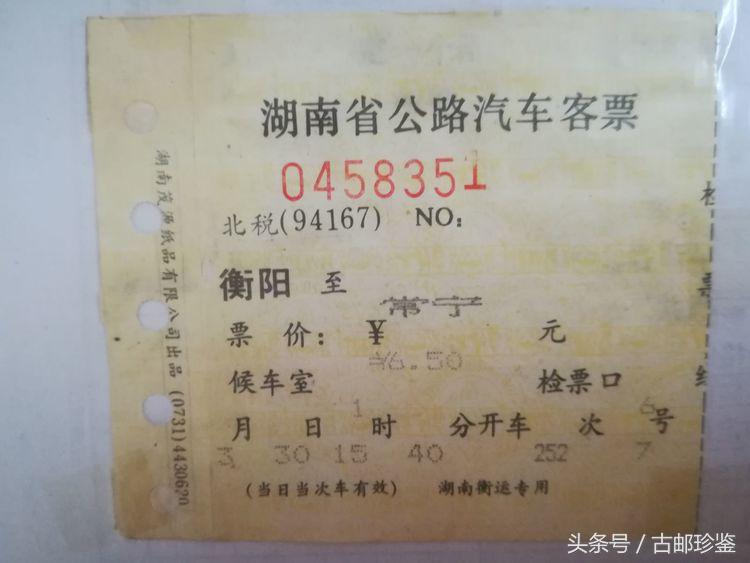 湖南省公路汽车客票
0458351
北税(94167) NO:
衡阳 至 常宁
票 价: ¥ 元
¥6.50
候车室 检票口
1 6
月 日 时 分开车 次 号
3 30 15 40 252 7
(当日当次车有效) 湖南衡运专用
湖南茂源纸品有限公司出品 (0731)4430620
检票线
头条号 / 古邮珍鉴